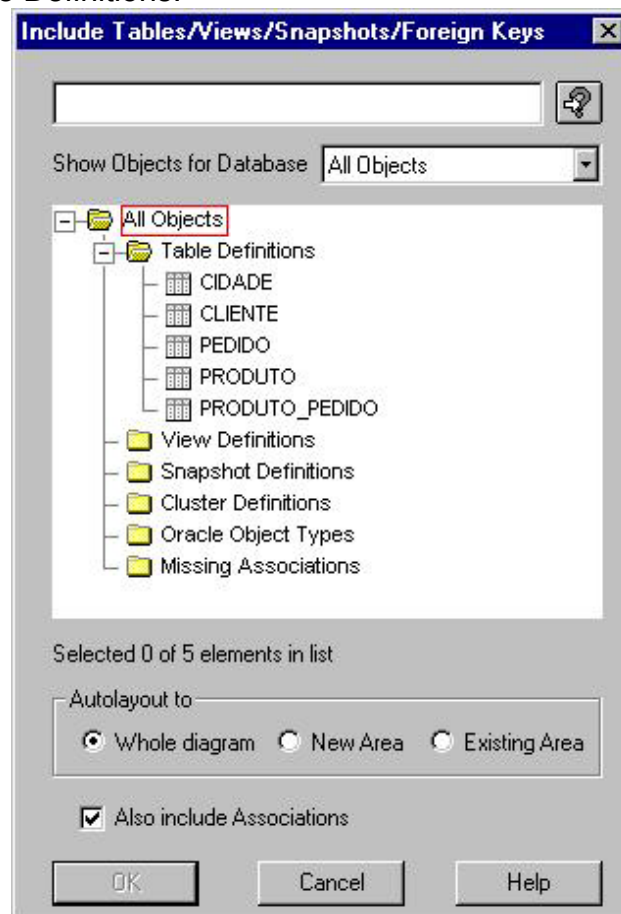 Definitions.
Include Tables/Views/Snapshots/Foreign Keys
Show Objects for Database All Objects
All Objects
Table Definitions
CIDADE
CLIENTE
PEDIDO
PRODUTO
PRODUTO_PEDIDO
View Definitions
Snapshot Definitions
Cluster Definitions
Oracle Object Types
Missing Associations
Selected 0 of 5 elements in list
Autolayout to
Whole diagram New Area Existing Area
Also include Associations
OK Cancel Help